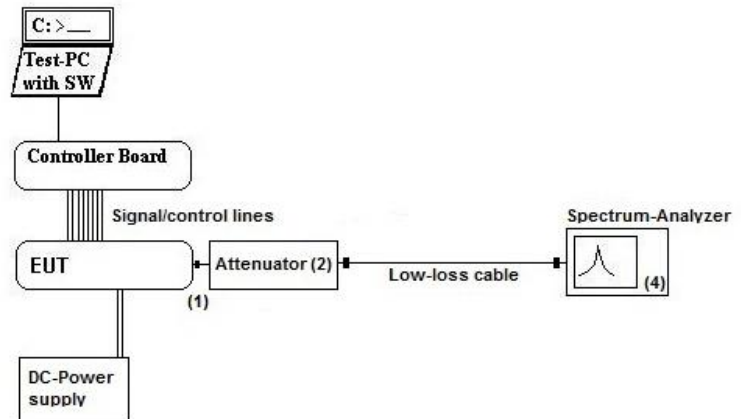 C:>__
Test-PC
with SW
Controller Board
Signal/control lines
Spectrum-Analyzer
EUT
Attenuator (2)
Low-loss cable
(4)
(1)
DC-Power
supply